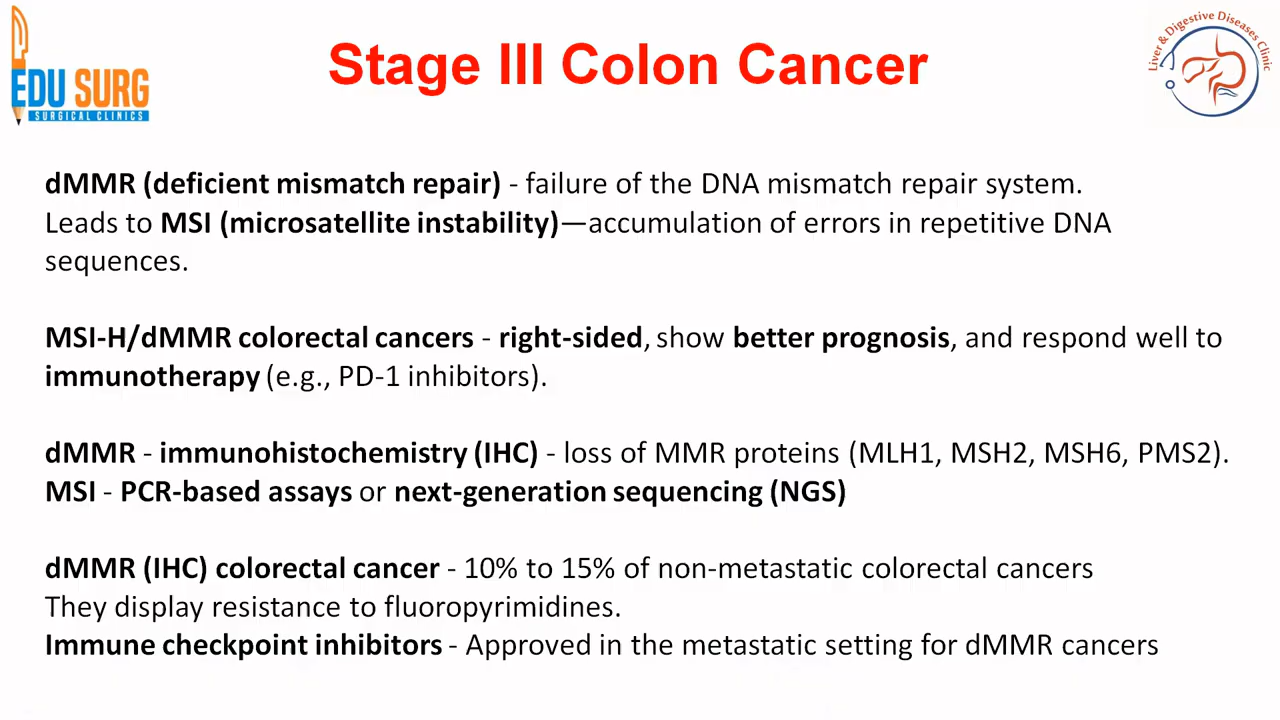 EDU SURG
SURGICAL CLINICS
Stage III Colon Cancer
Liver & Digestive Diseases Clinic
dMMR (deficient mismatch repair) - failure of the DNA mismatch repair system.
Leads to MSI (microsatellite instability)—accumulation of errors in repetitive DNA
sequences.
MSI-H/dMMR colorectal cancers - right-sided, show better prognosis, and respond well to
immunotherapy (e.g., PD-1 inhibitors).
dMMR - immunohistochemistry (IHC) - loss of MMR proteins (MLH1, MSH2, MSH6, PMS2).
MSI - PCR-based assays or next-generation sequencing (NGS)
dMMR (IHC) colorectal cancer - 10% to 15% of non-metastatic colorectal cancers
They display resistance to fluoropyrimidines.
Immune checkpoint inhibitors - Approved in the metastatic setting for dMMR cancers